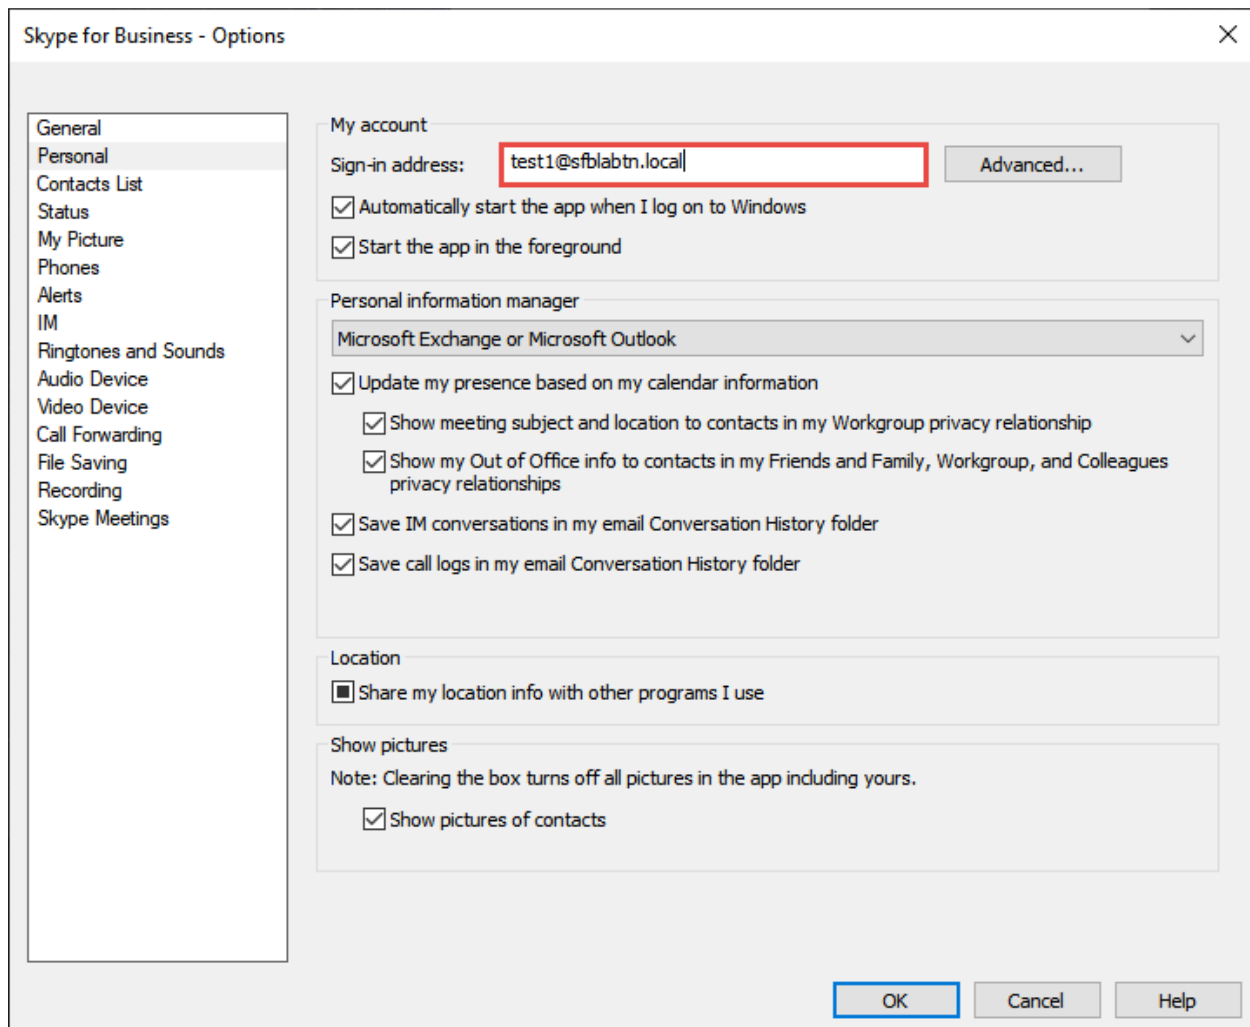 Skype for Business - Options
General
Personal
Contacts List
Status
My Picture
Phones
Alerts
IM
Ringtones and Sounds
Audio Device
Video Device
Call Forwarding
File Saving
Recording
Skype Meetings
My account
Sign-in address: test1@sfblabtn.local Advanced...
Automatically start the app when I log on to Windows
Start the app in the foreground
Personal information manager
Microsoft Exchange or Microsoft Outlook
Update my presence based on my calendar information
Show meeting subject and location to contacts in my Workgroup privacy relationship
Show my Out of Office info to contacts in my Friends and Family, Workgroup, and Colleagues
privacy relationships
Save IM conversations in my email Conversation History folder
Save call logs in my email Conversation History folder
Location
Share my location info with other programs I use
Show pictures
Note: Clearing the box turns off all pictures in the app including yours.
Show pictures of contacts
OK Cancel Help